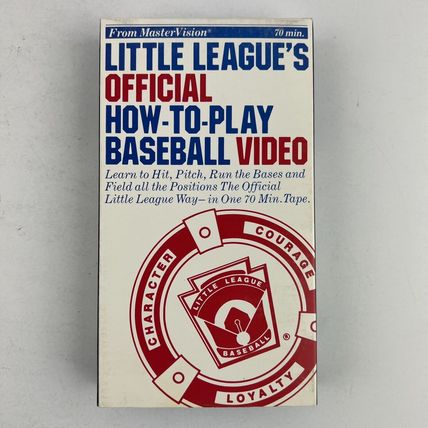 From MasterVision® 70 min.
LITTLE LEAGUE'S
OFFICIAL
HOW-TO-PLAY
BASEBALL VIDEO
Learn to Hit, Pitch, Run the Bases and
Field all the Positions The Official
Little League Way—in One 70 Min. Tape.
CHARACTER
COURAGE
LOYALTY
LITTLE LEAGUE
BASEBALL
®